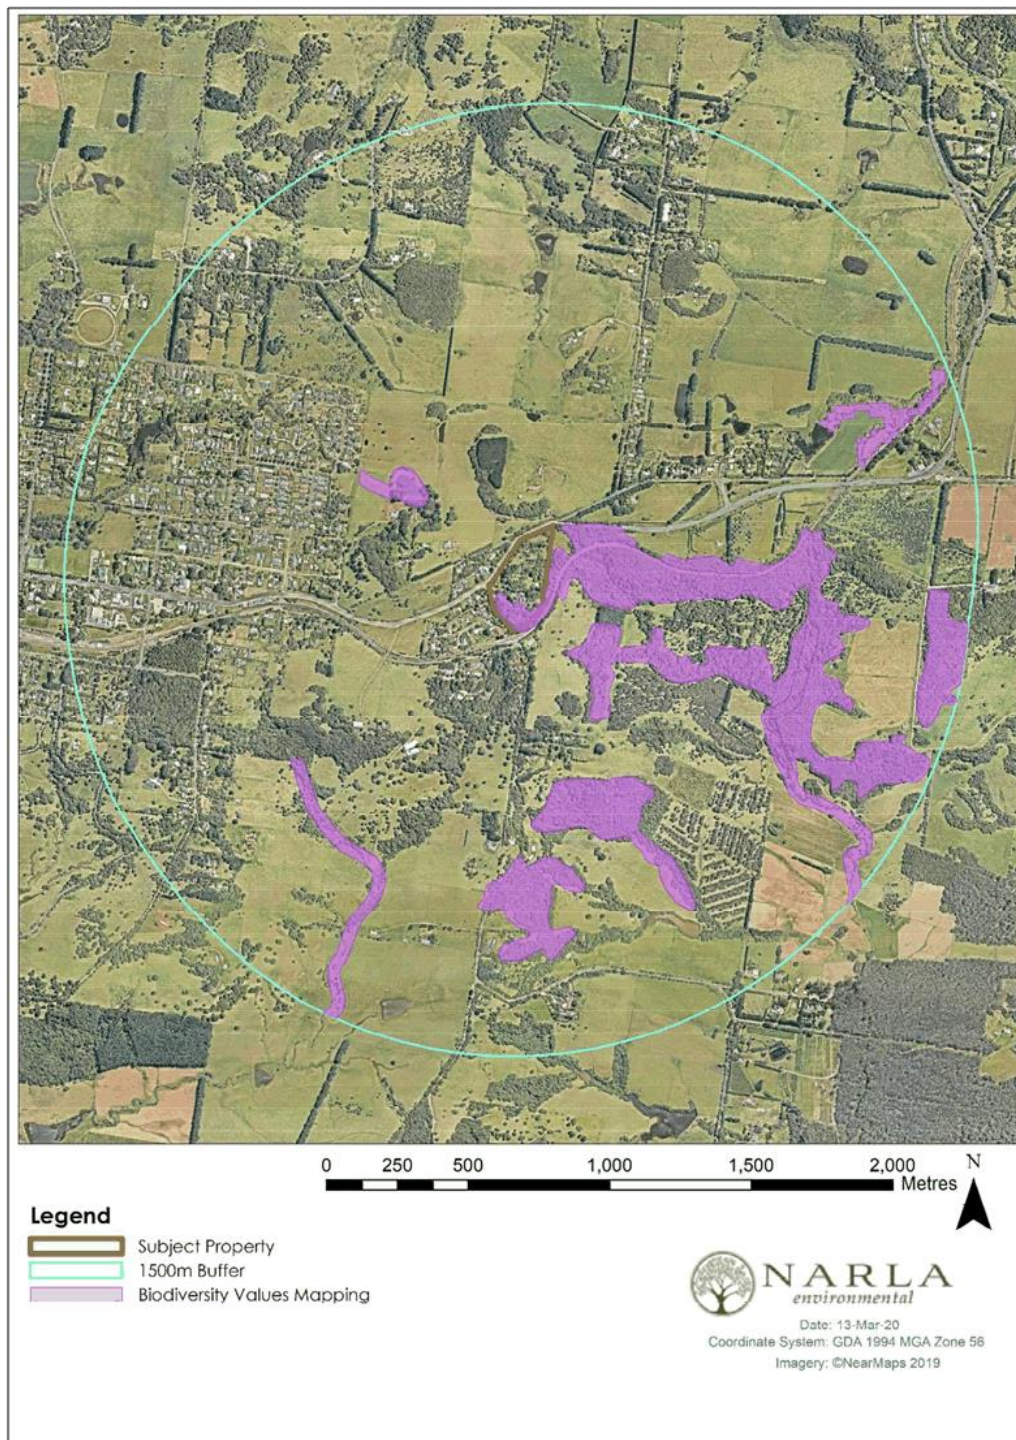 0 250 500 1,000 1,500 2,000 N
Metres
Legend
Subject Property
1500m Buffer
Biodiversity Values Mapping
NARLA
environmental
Date: 13-Mar-20
Coordinate System: GDA 1994 MGA Zone 56
Imagery: ©NearMaps 2019